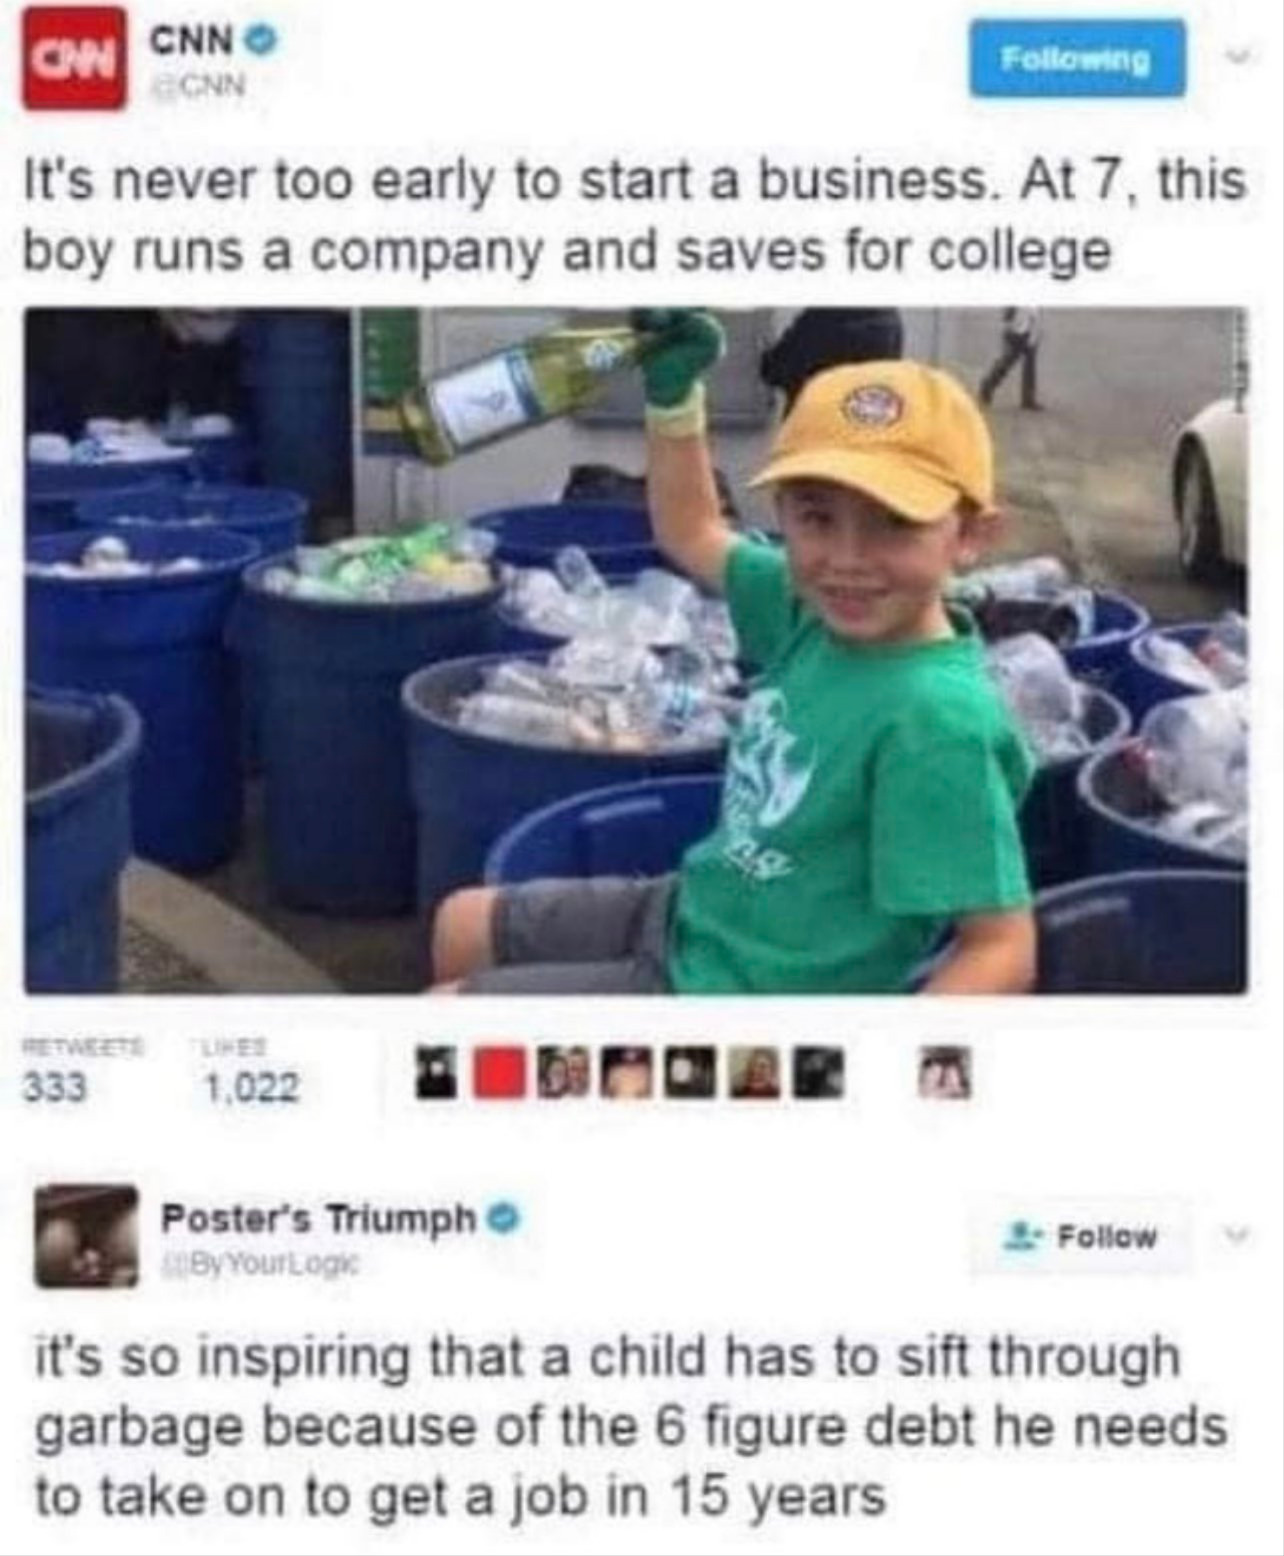 CNN
CNN
@CNN
Following
It's never too early to start a business. At 7, this
boy runs a company and saves for college
RETWEETS LIKES
333 1,022
Poster's Triumph
@ByYourLogic
Follow
it's so inspiring that a child has to sift through
garbage because of the 6 figure debt he needs
to take on to get a job in 15 years